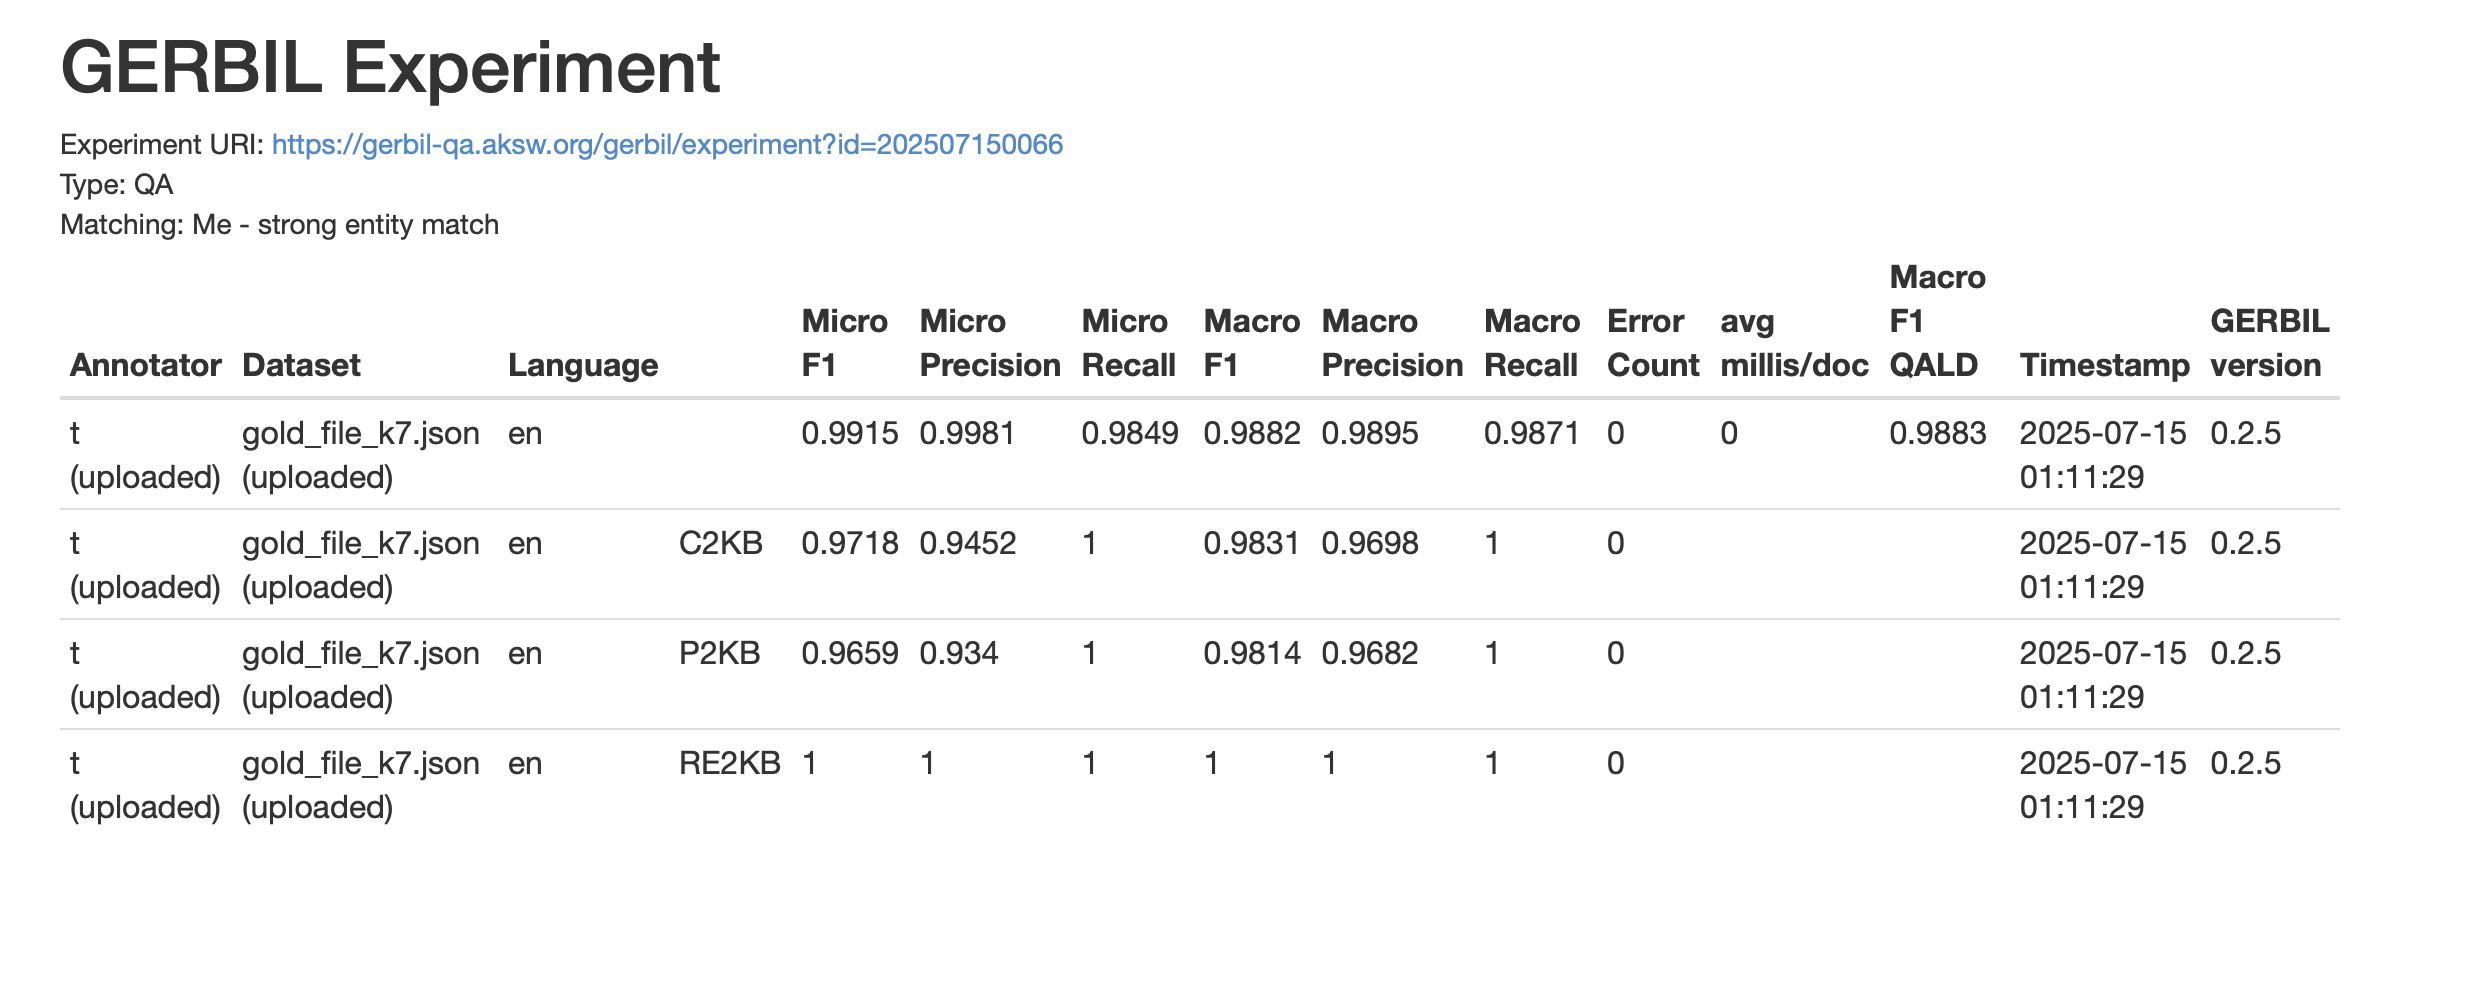 GERBIL Experiment
Experiment URI: https://gerbil-qa.aksw.org/gerbil/experiment?id=202507150066
Type: QA
Matching: Me - strong entity match
Macro
Micro Micro Micro Macro Macro Macro Error avg F1 GERBIL
Annotator Dataset Language F1 Precision Recall F1 Precision Recall Count millis/doc QALD Timestamp version
t gold_file_k7.json en 0.9915 0.9981 0.9849 0.9882 0.9895 0.9871 0 0 0.9883 2025-07-15 0.2.5
(uploaded) (uploaded) 01:11:29
t gold_file_k7.json en C2KB 0.9718 0.9452 1 0.9831 0.9698 1 0 2025-07-15 0.2.5
(uploaded) (uploaded) 01:11:29
t gold_file_k7.json en P2KB 0.9659 0.934 1 0.9814 0.9682 1 0 2025-07-15 0.2.5
(uploaded) (uploaded) 01:11:29
t gold_file_k7.json en RE2KB 1 1 1 1 1 1 0 2025-07-15 0.2.5
(uploaded) (uploaded) 01:11:29